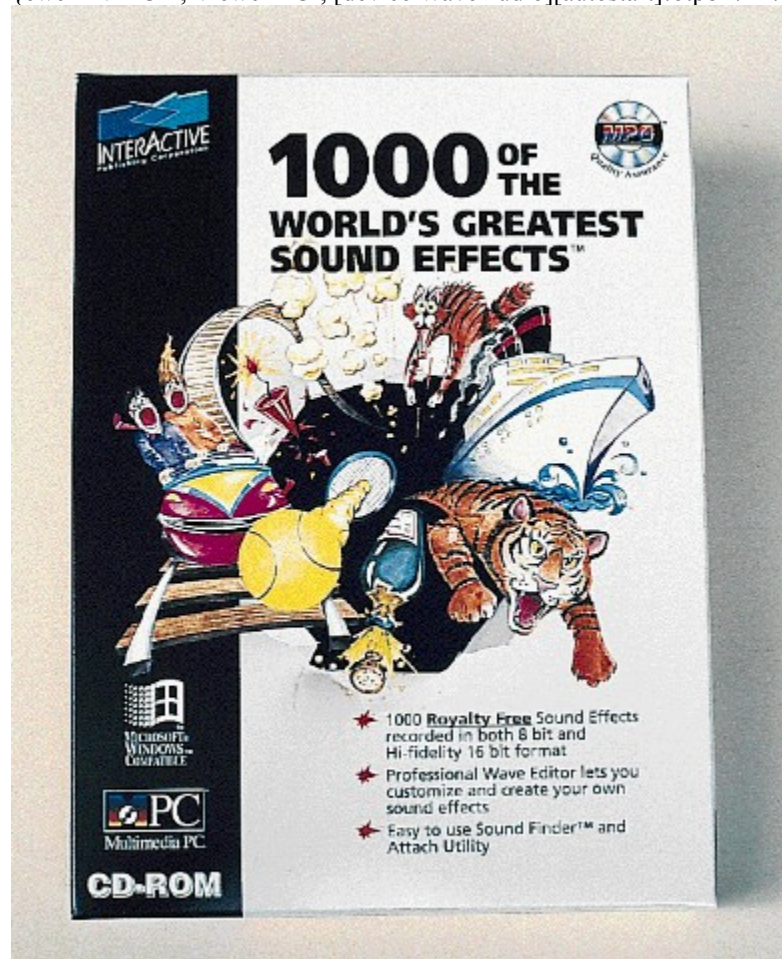 INTERACTIVE
Publishing Corporation
MPC
Quality Assurance
1000 OF
THE
WORLD'S GREATEST
SOUND EFFECTS™
1000 Royalty Free Sound Effects
recorded in both 8 bit and
Hi-fidelity 16 bit format
Professional Wave Editor lets you
customize and create your own
sound effects
Easy to use Sound Finder™ and
Attach Utility
MICROSOFT®
WINDOWS™
COMPATIBLE
PC
Multimedia PC
CD-ROM